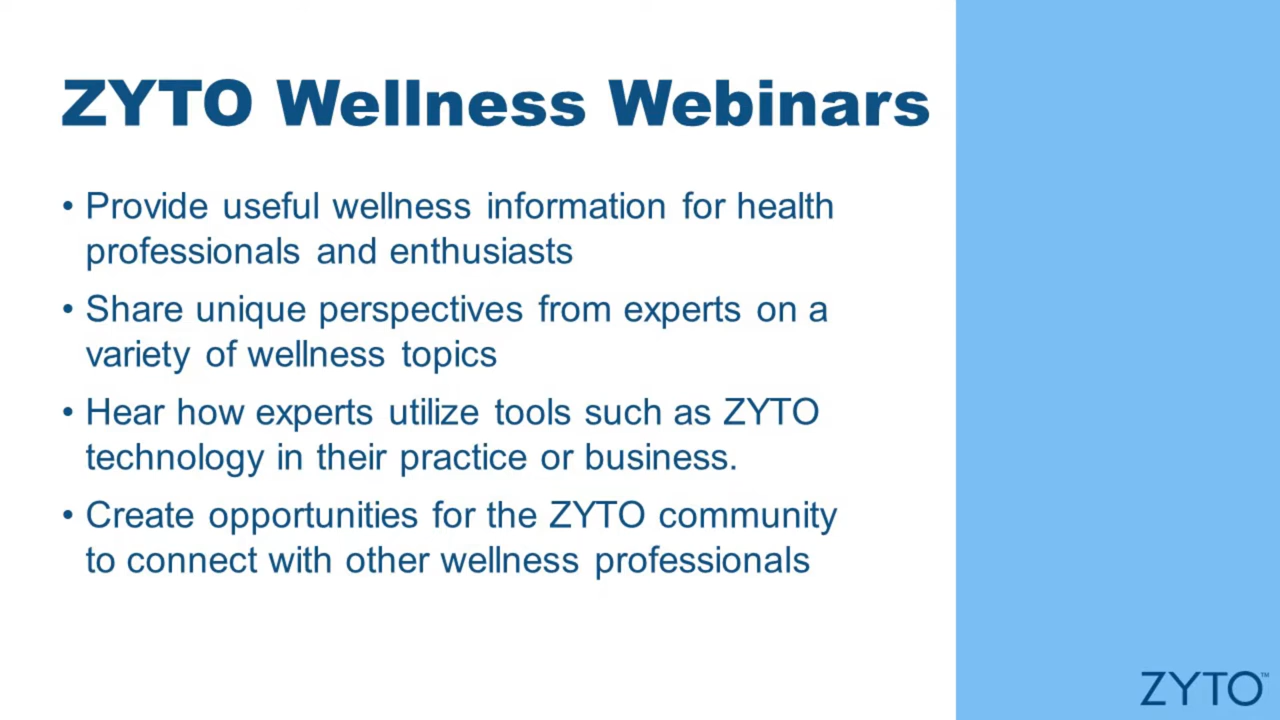 ZYTO Wellness Webinars
• Provide useful wellness information for health
professionals and enthusiasts
• Share unique perspectives from experts on a
variety of wellness topics
• Hear how experts utilize tools such as ZYTO
technology in their practice or business.
• Create opportunities for the ZYTO community
to connect with other wellness professionals
ZYTO™